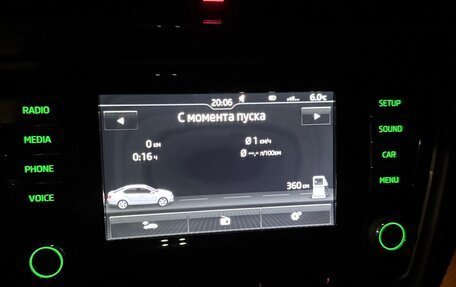 20:06 6.0°C
RADIO
MEDIA
PHONE
VOICE
С момента пуска
0 км Ø 1 км/ч
0:16 ч Ø --,- л/100км
360 км
SETUP
SOUND
CAR
MENU